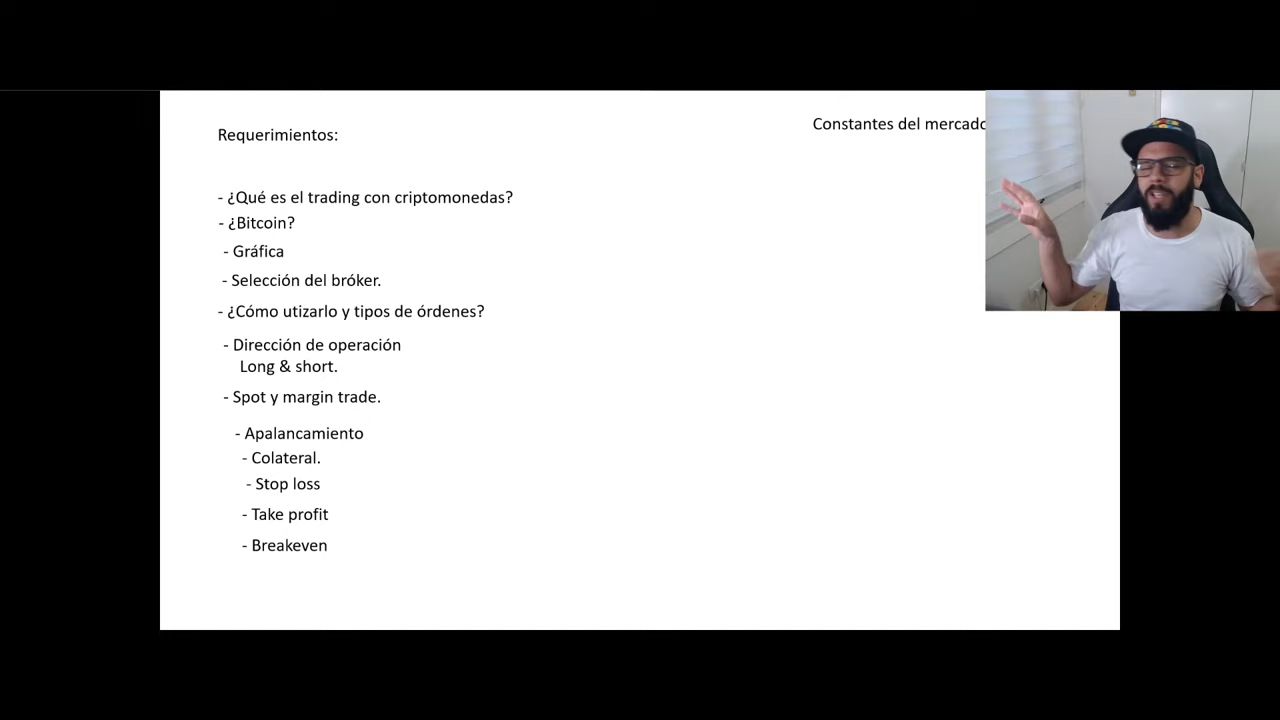 Requerimientos:
Constantes del mercado
- ¿Qué es el trading con criptomonedas?
- ¿Bitcoin?
- Gráfica
- Selección del bróker.
- ¿Cómo utizarlo y tipos de órdenes?
- Dirección de operación
Long & short.
- Spot y margin trade.
- Apalancamiento
- Colateral.
- Stop loss
- Take profit
- Breakeven